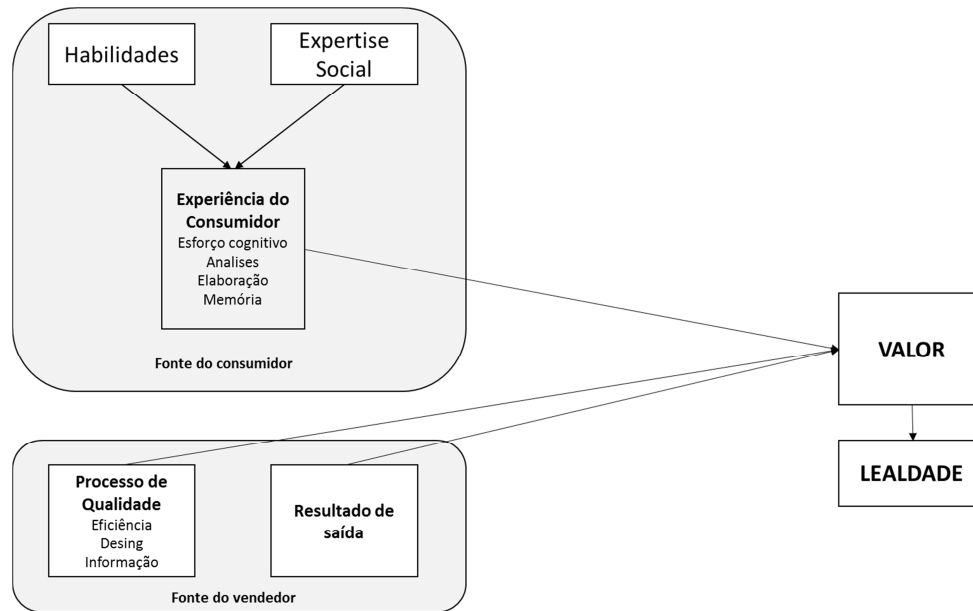 Habilidades
Expertise
Social
Experiência do
Consumidor
Esforço cognitivo
Analises
Elaboração
Memória
Fonte do consumidor
VALOR
LEALDADE
Processo de
Qualidade
Eficiência
Desing
Informação
Resultado de
saída
Fonte do vendedor